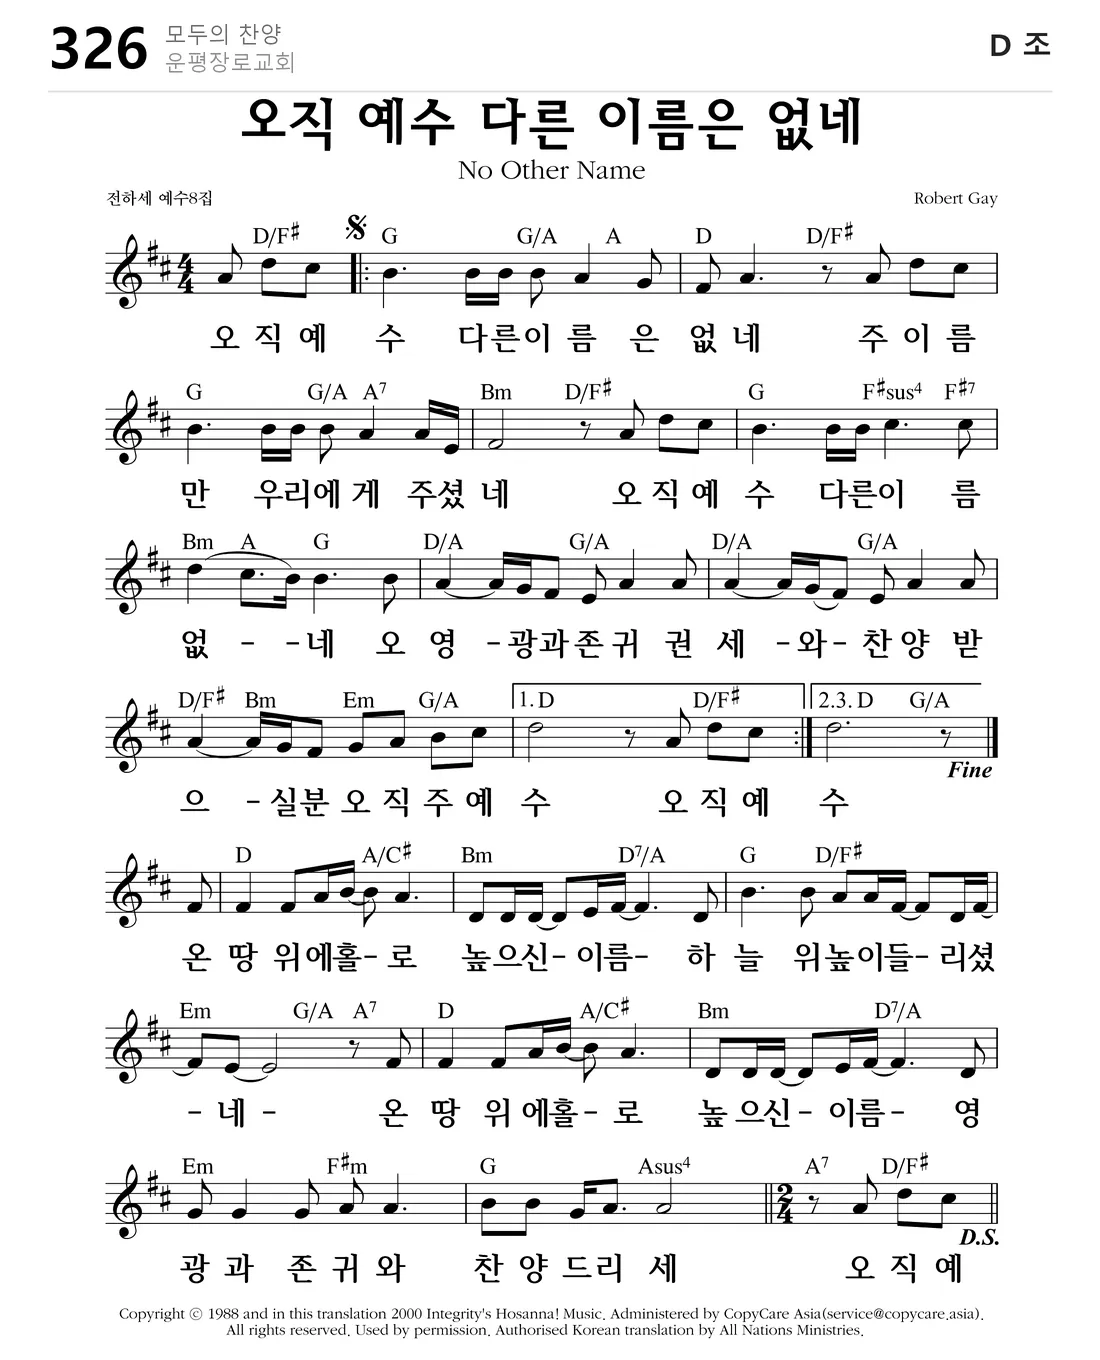 326 모두의 찬양
운평장로교회
D 조
오직 예수 다른 이름은 없네
No Other Name
전하세 예수8집
Robert Gay
D/F♯ G G/A A D D/F♯
오 직 예 수 다른이 름 은 없 네 주 이 름
G G/A A7 Bm D/F♯ G F♯sus4 F♯7
만 우리에 게 주셨 네 오 직 예 수 다른이 름
Bm A G D/A G/A D/A G/A
없 - - 네 오 영 - 광과 존 귀 권 세 - 와 - 찬 양 받
D/F♯ Bm Em G/A 1. D D/F♯ 2.3. D G/A
Fine
으 - 실분 오 직 주 예 수 오 직 예 수
D A/C♯ Bm D7/A G D/F♯
온 땅 위에홀- 로 높으신- 이름- 하 늘 위높이들- 리셨
Em G/A A7 D A/C♯ Bm D7/A
- 네 - 온 땅 위 에홀- 로 높 으신- 이름- 영
Em F♯m G Asus4 A7 D/F♯
D.S.
광 과 존 귀 와 찬 양 드리 세 오 직 예
Copyright ⓒ 1988 and in this translation 2000 Integrity's Hosanna! Music. Administered by CopyCare Asia(service@copycare.asia).
All rights reserved. Used by permission. Authorised Korean translation by All Nations Ministries.